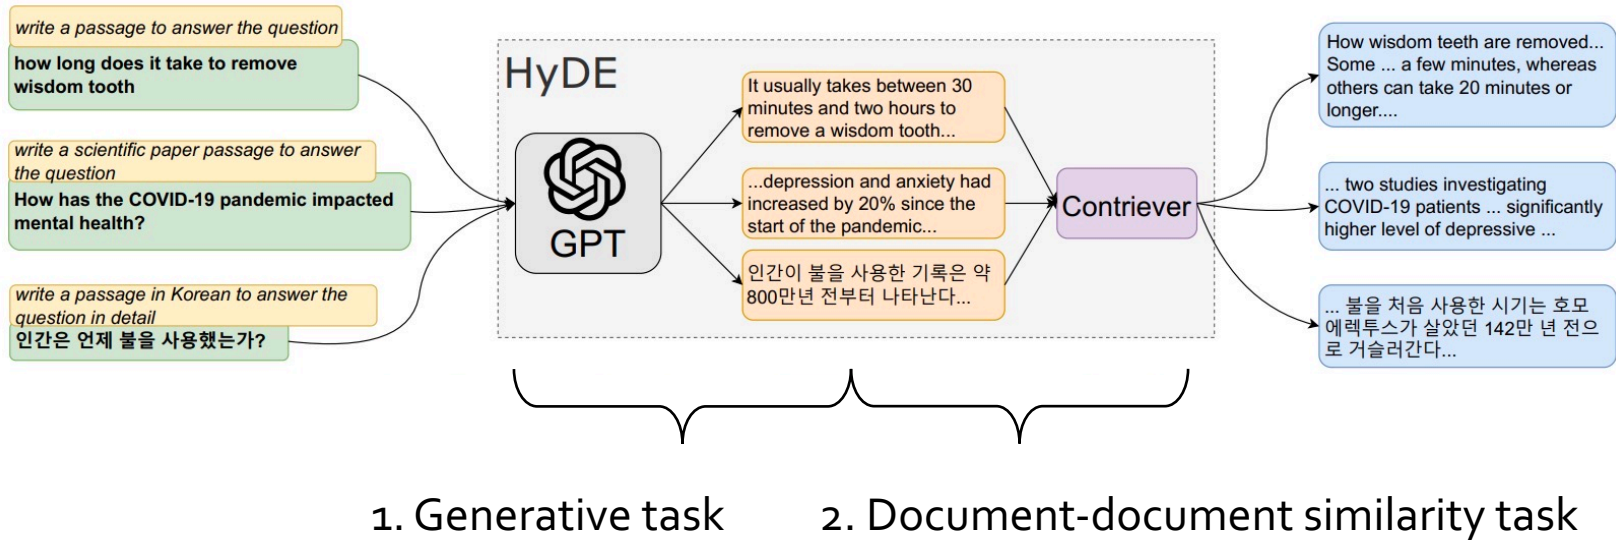 write a passage to answer the question
how long does it take to remove
wisdom tooth
write a scientific paper passage to answer
the question
How has the COVID-19 pandemic impacted
mental health?
write a passage in Korean to answer the
question in detail
인간은 언제 불을 사용했는가?
HyDE
GPT
It usually takes between 30
minutes and two hours to
remove a wisdom tooth...
...depression and anxiety had
increased by 20% since the
start of the pandemic...
인간이 불을 사용한 기록은 약
800만년 전부터 나타난다...
Contriever
How wisdom teeth are removed...
Some ... a few minutes, whereas
others can take 20 minutes or
longer....
... two studies investigating
COVID-19 patients ... significantly
higher level of depressive ...
... 불을 처음 사용한 시기는 호모
에렉투스가 살았던 142만 년 전으
로 거슬러간다...
1. Generative task
2. Document-document similarity task